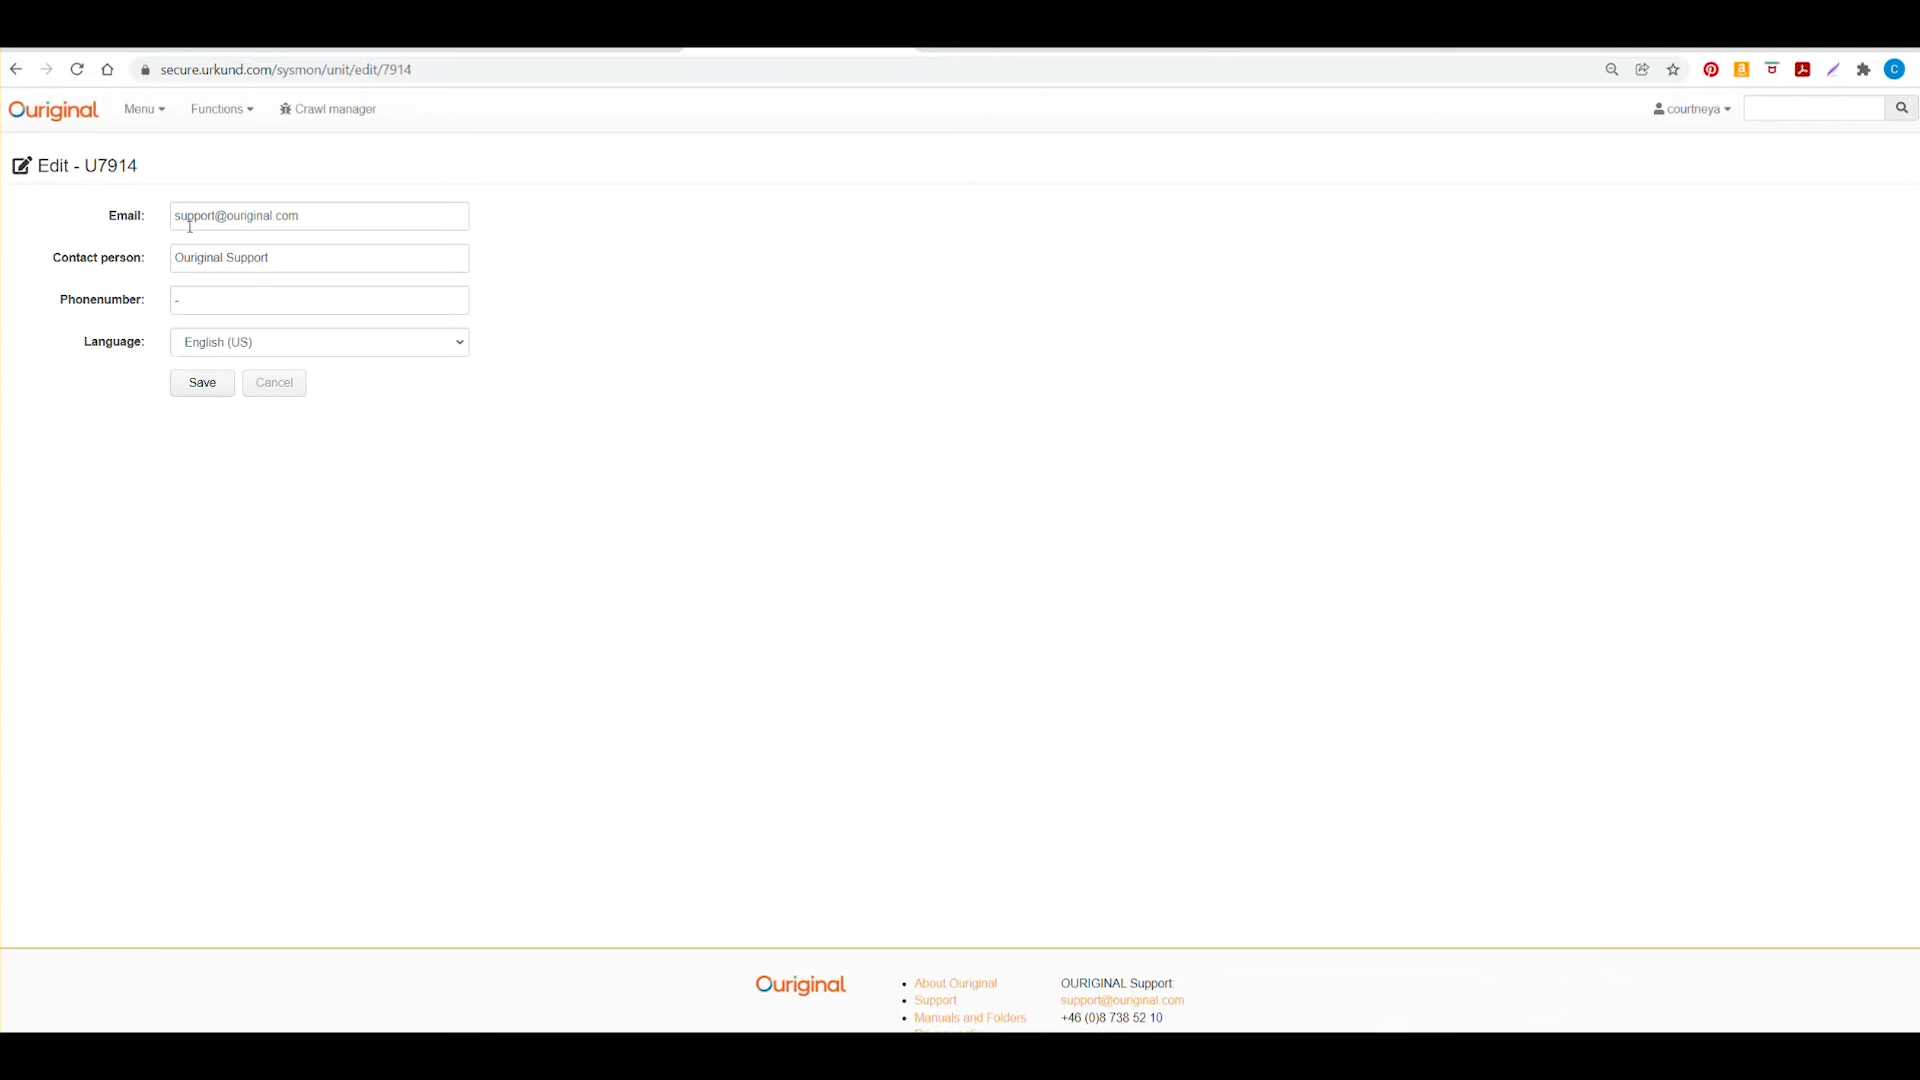 secure.urkund.com/sysmon/unit/edit/7914
C
Ouriginal Menu Functions Crawl manager courtneya
Edit - U7914
Email: support@ouriginal.com
Contact person: Ouriginal Support
Phonenumber: -
Language: English (US)
Save Cancel
Ouriginal
About Ouriginal
Support
Manuals and Folders
OURIGINAL Support:
support@ouriginal.com
+46 (0)8 738 52 10